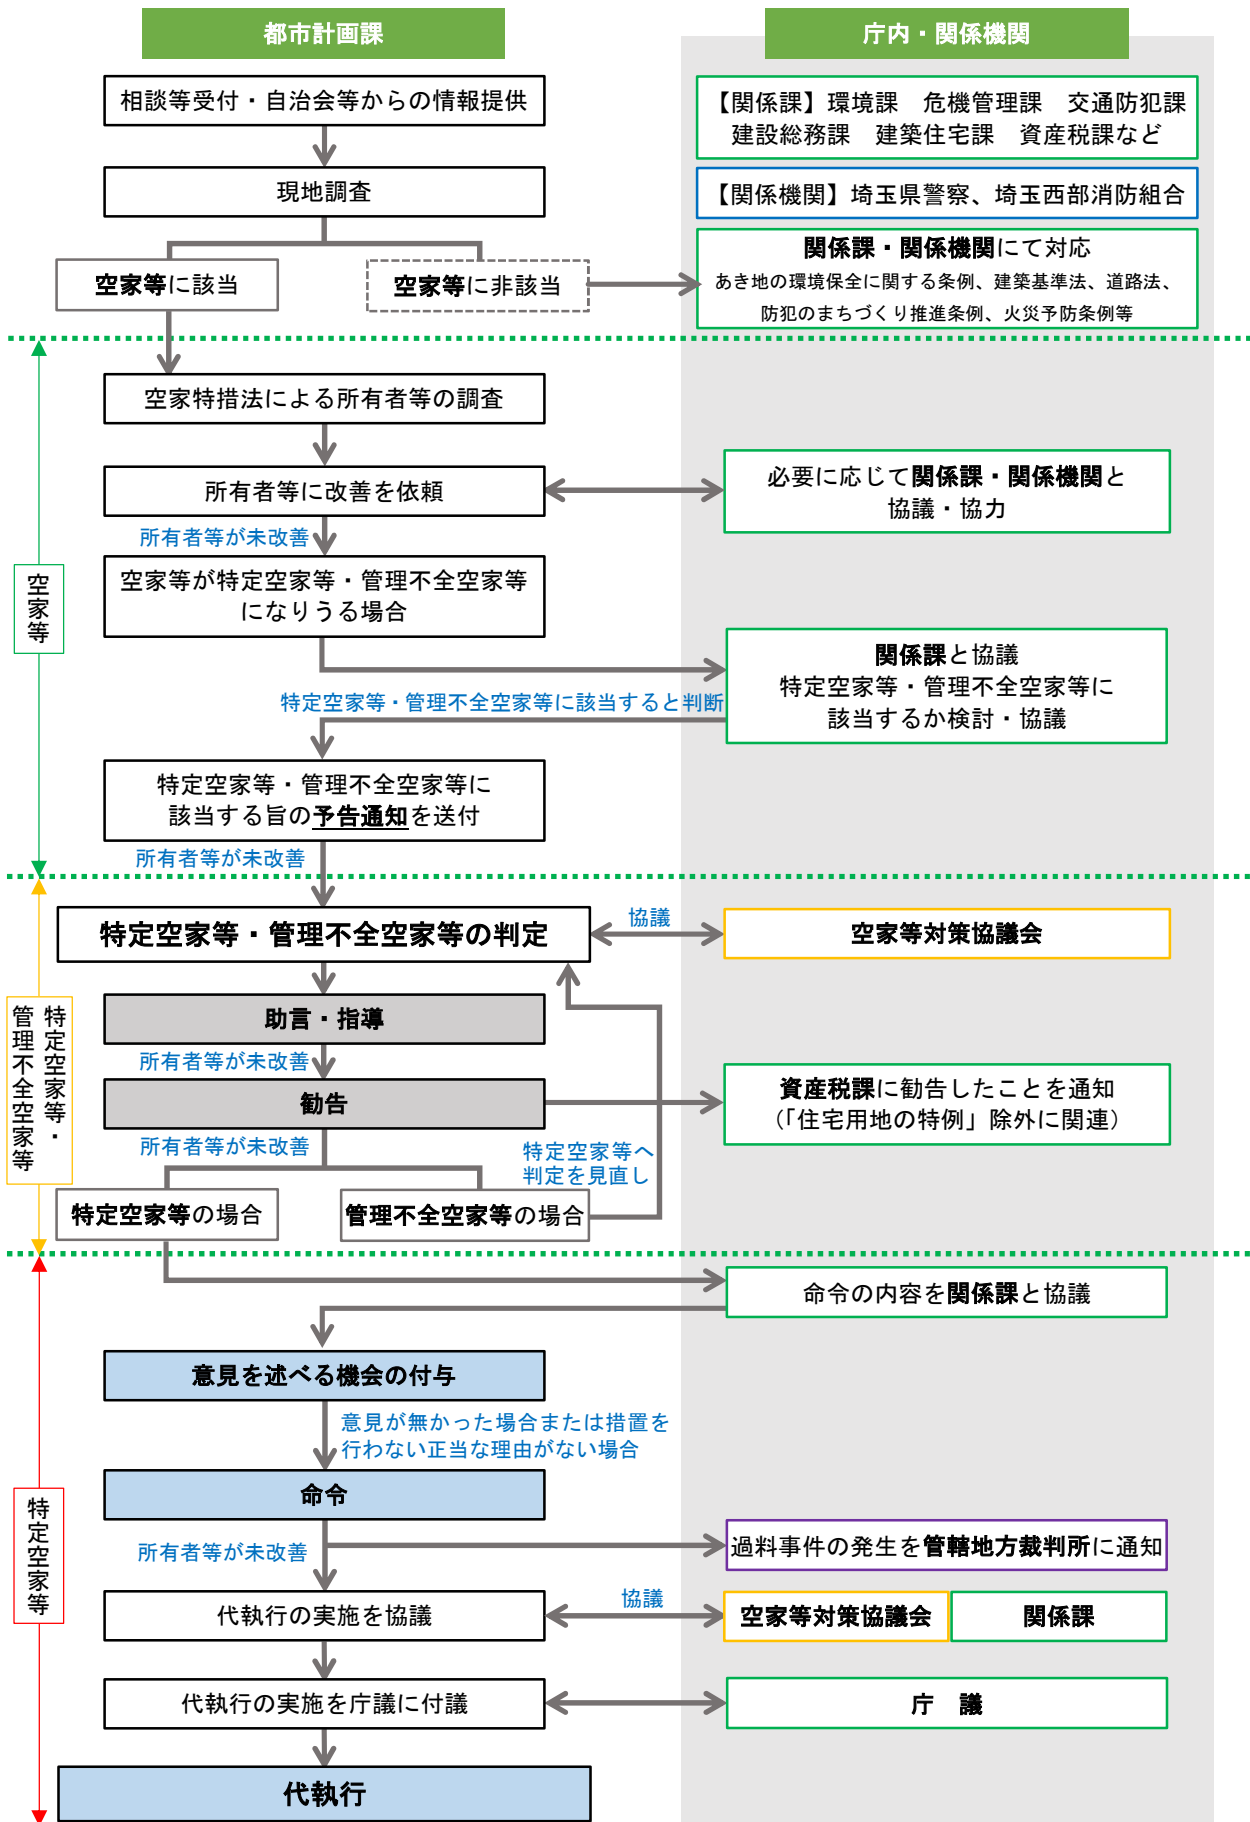 都市計画課
庁内・関係機関
相談等受付・自治会等からの情報提供
【関係課】環境課　危機管理課　交通防犯課
建設総務課　建築住宅課　資産税課など
現地調査
【関係機関】埼玉県警察、埼玉西部消防組合
空家等に該当
空家等に非該当
関係課・関係機関にて対応
あき地の環境保全に関する条例、建築基準法、道路法、
防犯のまちづくり推進条例、火災予防条例等
空家等
空家特措法による所有者等の調査
所有者等に改善を依頼
必要に応じて関係課・関係機関と
協議・協力
所有者等が未改善
空家等が特定空家等・管理不全空家等
になりうる場合
関係課と協議
特定空家等・管理不全空家等に
該当するか検討・協議
特定空家等・管理不全空家等に該当すると判断
特定空家等・管理不全空家等に
該当する旨の予告通知を送付
所有者等が未改善
特定空家等・
管理不全空家等
特定空家等・管理不全空家等の判定
協議
空家等対策協議会
助言・指導
所有者等が未改善
勧告
資産税課に勧告したことを通知
（「住宅用地の特例」除外に関連）
所有者等が未改善
特定空家等へ
判定を見直し
特定空家等の場合
管理不全空家等の場合
特定空家等
命令の内容を関係課と協議
意見を述べる機会の付与
意見が無かった場合または措置を
行わない正当な理由がない場合
命令
所有者等が未改善
過料事件の発生を管轄地方裁判所に通知
代執行の実施を協議
協議
空家等対策協議会
関係課
代執行の実施を庁議に付議
庁　議
代執行